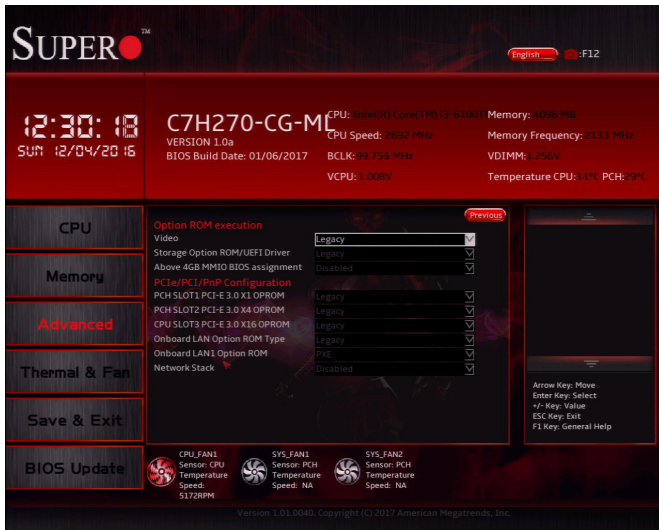 SUPER TM
English :F12
12:30:18
SUN 12/04/2016
C7H270-CG-ML
VERSION 1.0a
BIOS Build Date: 01/06/2017
CPU: Intel(R) Core(TM) i3-6100T
CPU Speed: 2692 MHz
BCLK: 99.756 MHz
VCPU: 1.008V
Memory: 4096 MB
Memory Frequency: 2133 MHz
VDIMM: 1.256V
Temperature CPU: PCH: 29°C
CPU
Memory
Advanced
Thermal & Fan
Save & Exit
BIOS Update
Previous
Option ROM execution
Video Legacy
Storage Option ROM/UEFI Driver Legacy
Above 4GB MMIO BIOS assignment Disabled
PCIe/PCI/PnP Configuration
PCH SLOT1 PCI-E 3.0 X1 OPROM Legacy
PCH SLOT2 PCI-E 3.0 X4 OPROM Legacy
CPU SLOT3 PCI-E 3.0 X16 OPROM Legacy
Onboard LAN Option ROM Type Legacy
Onboard LAN1 Option ROM PXE
Network Stack Disabled
Arrow Key: Move
Enter Key: Select
+/- Key: Value
ESC Key: Exit
F1 Key: General Help
CPU_FAN1
Sensor: CPU
Temperature
Speed:
5172RPM
SYS_FAN1
Sensor: PCH
Temperature
Speed: NA
SYS_FAN2
Sensor: PCH
Temperature
Speed: NA
Version 1.01.0040. Copyright (C) 2017 American Megatrends, Inc.